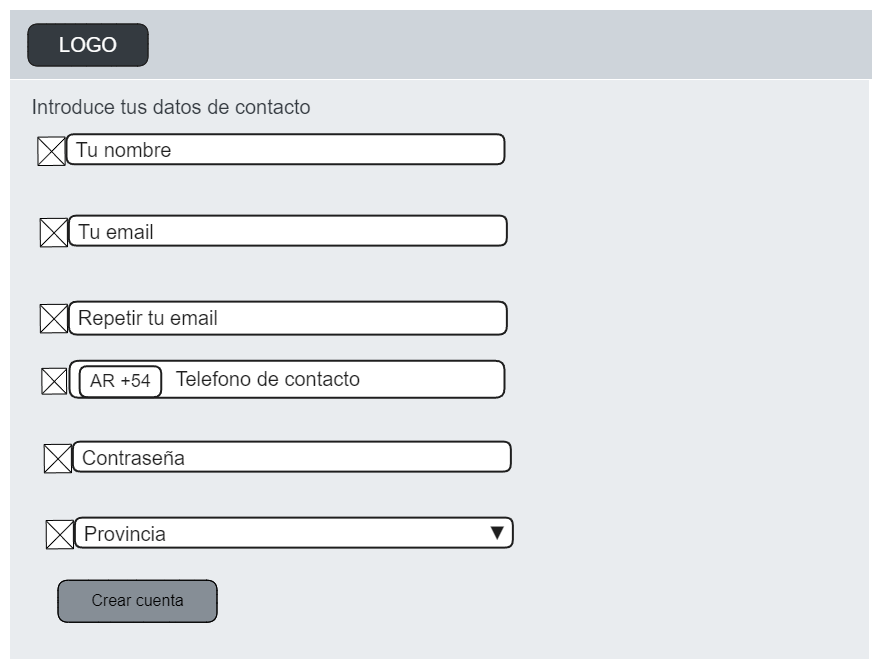 LOGO
Introduce tus datos de contacto
Tu nombre
Tu email
Repetir tu email
AR +54 Telefono de contacto
Contraseña
Provincia
Crear cuenta